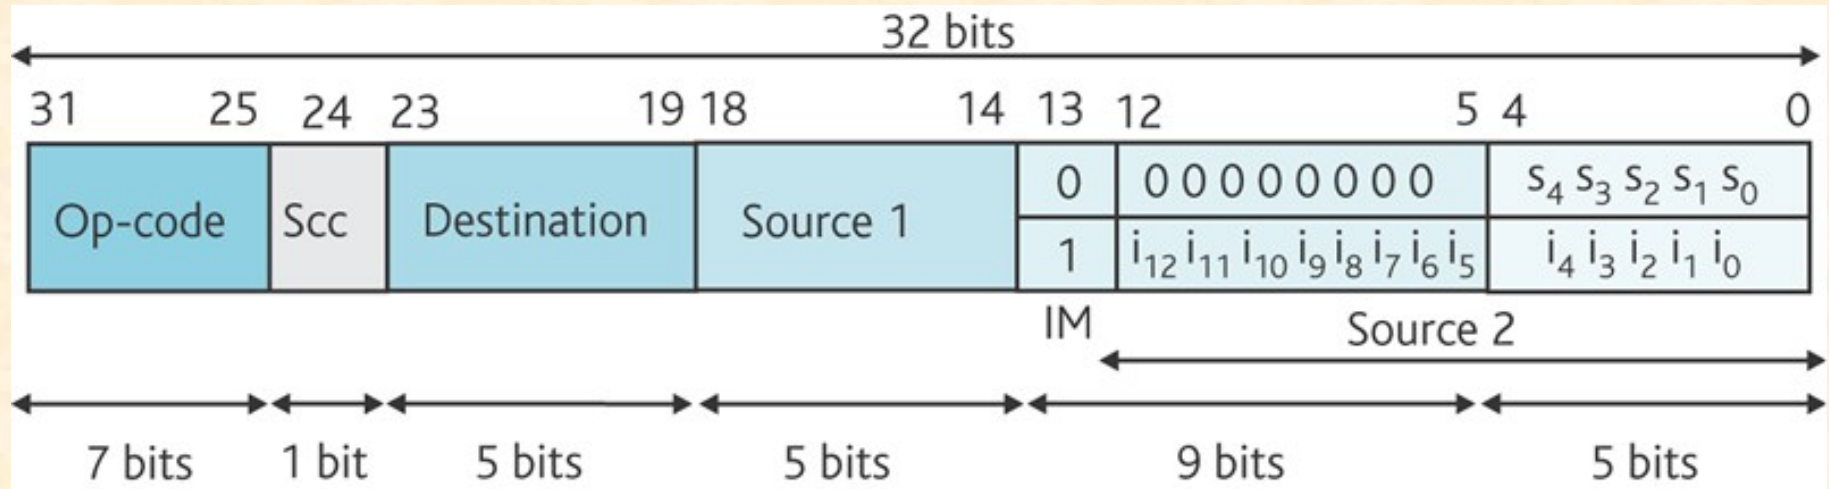 32 bits
31 25 24 23 19 18 14 13 12 5 4 0
Op-code Scc Destination Source 1
0 0 0 0 0 0 0 0 0 s4 s3 s2 s1 s0
1 i12 i11 i10 i9 i8 i7 i6 i5 i4 i3 i2 i1 i0
IM Source 2
7 bits 1 bit 5 bits 5 bits 9 bits 5 bits